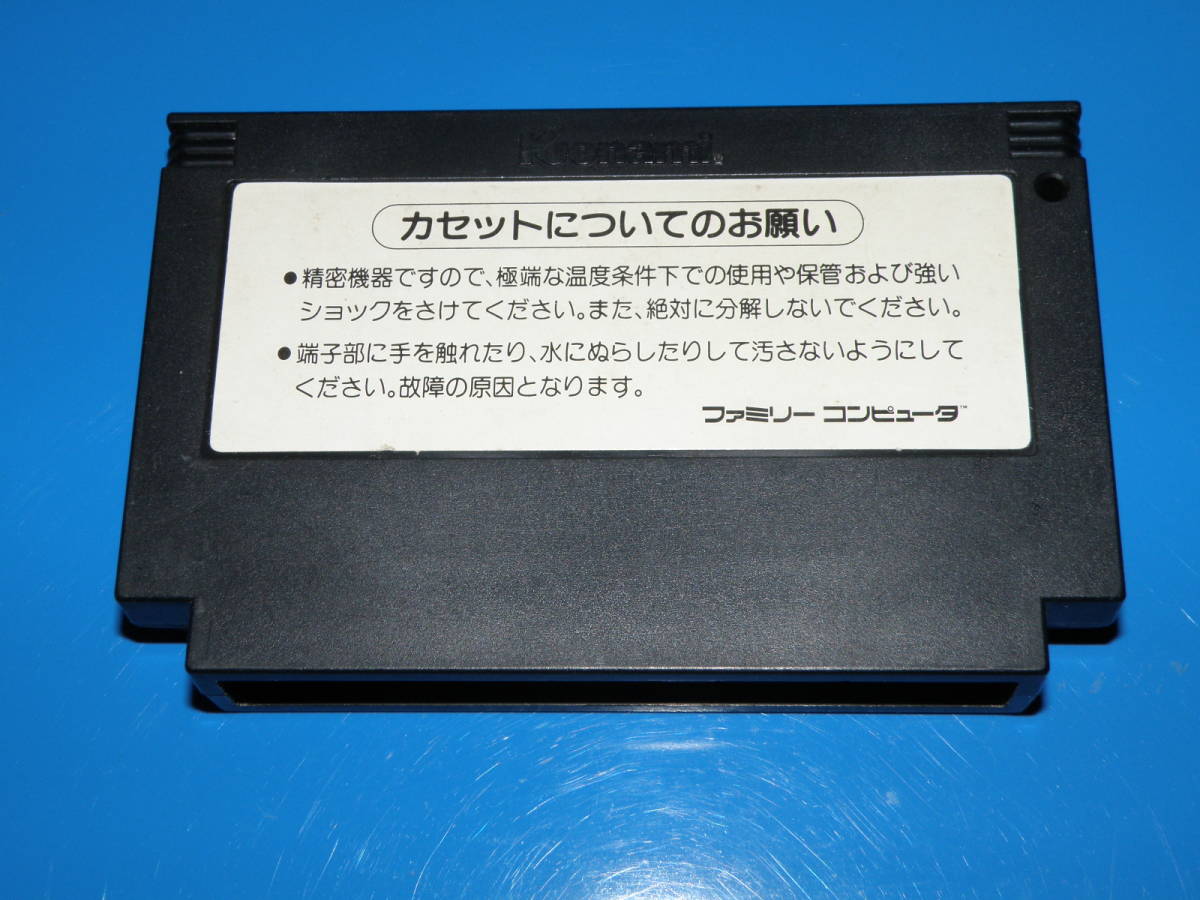 Konami
カセットについてのお願い
●精密機器ですので、極端な温度条件下での使用や保管および強い
ショックをさけてください。また、絶対に分解しないでください。
●端子部に手を触れたり、水にぬらしたりして汚さないようにして
ください。故障の原因となります。
ファミリー コンピュータ™